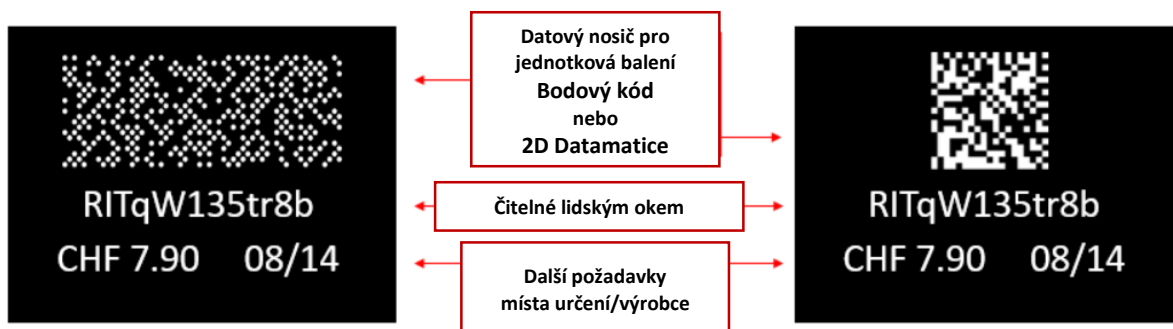 Datový nosič pro
jednotková balení
Bodový kód
nebo
2D Datamatice
RITqW135tr8b
Čitelné lidským okem
RITqW135tr8b
CHF 7.90 08/14
Další požadavky
místa určení/výrobce
CHF 7.90 08/14